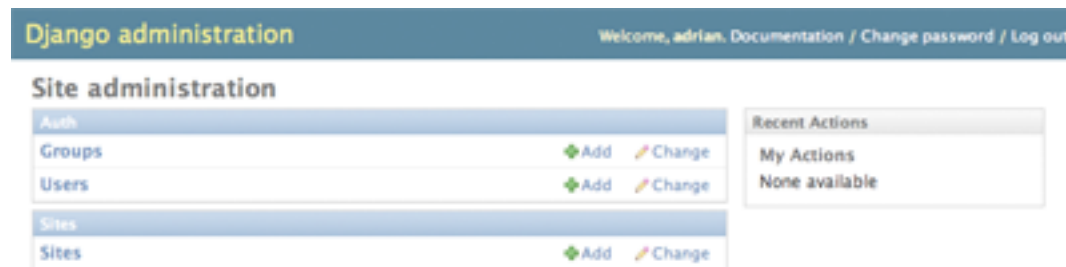 Django administration
Welcome, adrian. Documentation / Change password / Log out
Site administration
Auth
Groups Add Change
Users Add Change
Sites
Sites Add Change
Recent Actions
My Actions
None available